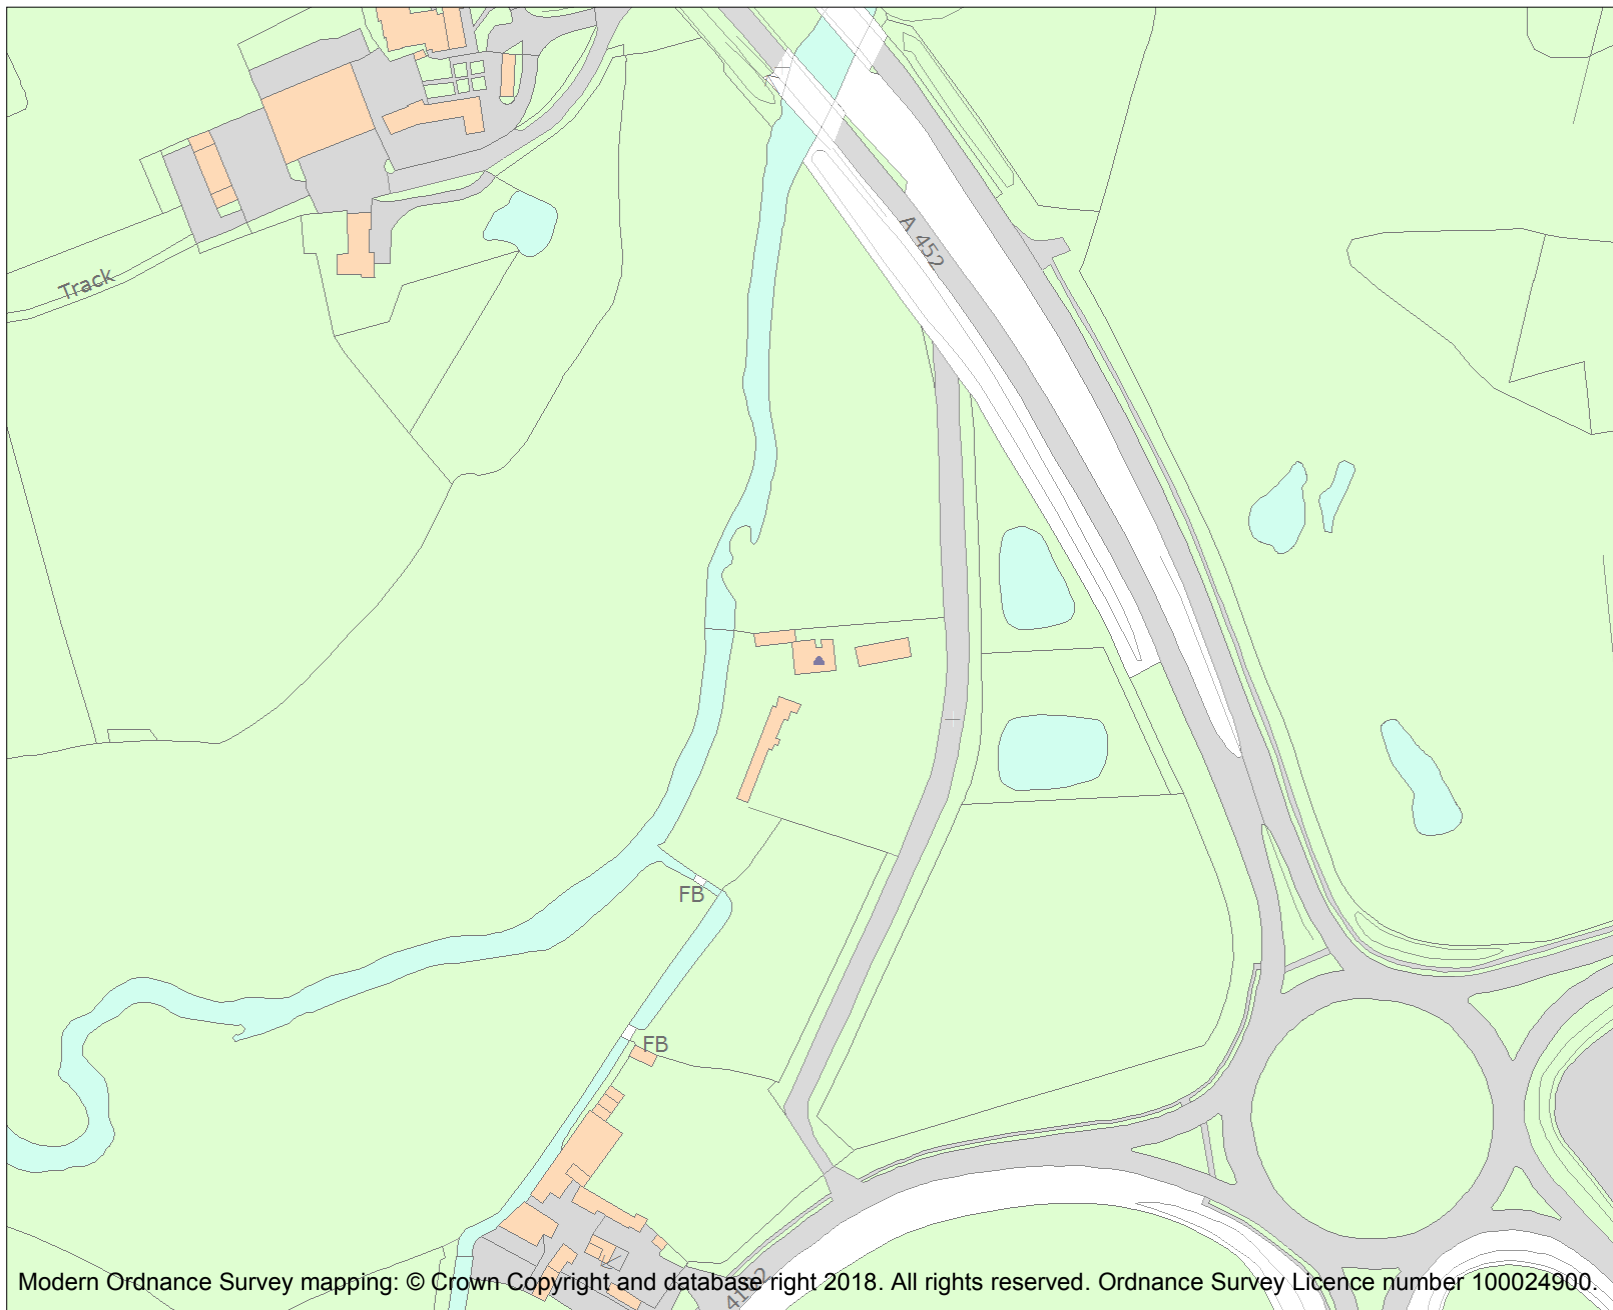 A 452
Track
FB
FB
Modern Ordnance Survey mapping: © Crown Copyright and database right 2018. All rights reserved. Ordnance Survey Licence number 100024900.